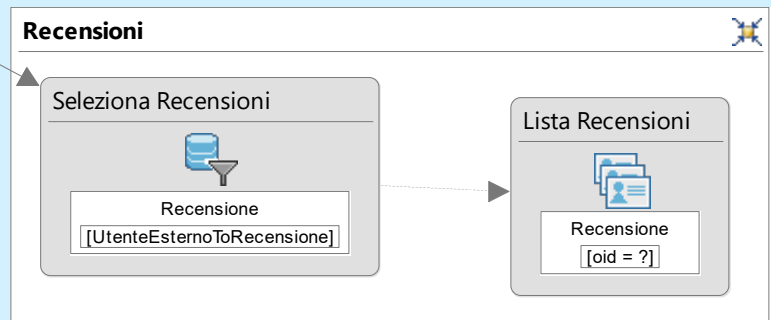 Recensioni
Seleziona Recensioni
Recensione
[UtenteEsternoToRecensione]
Lista Recensioni
Recensione
[oid = ?]